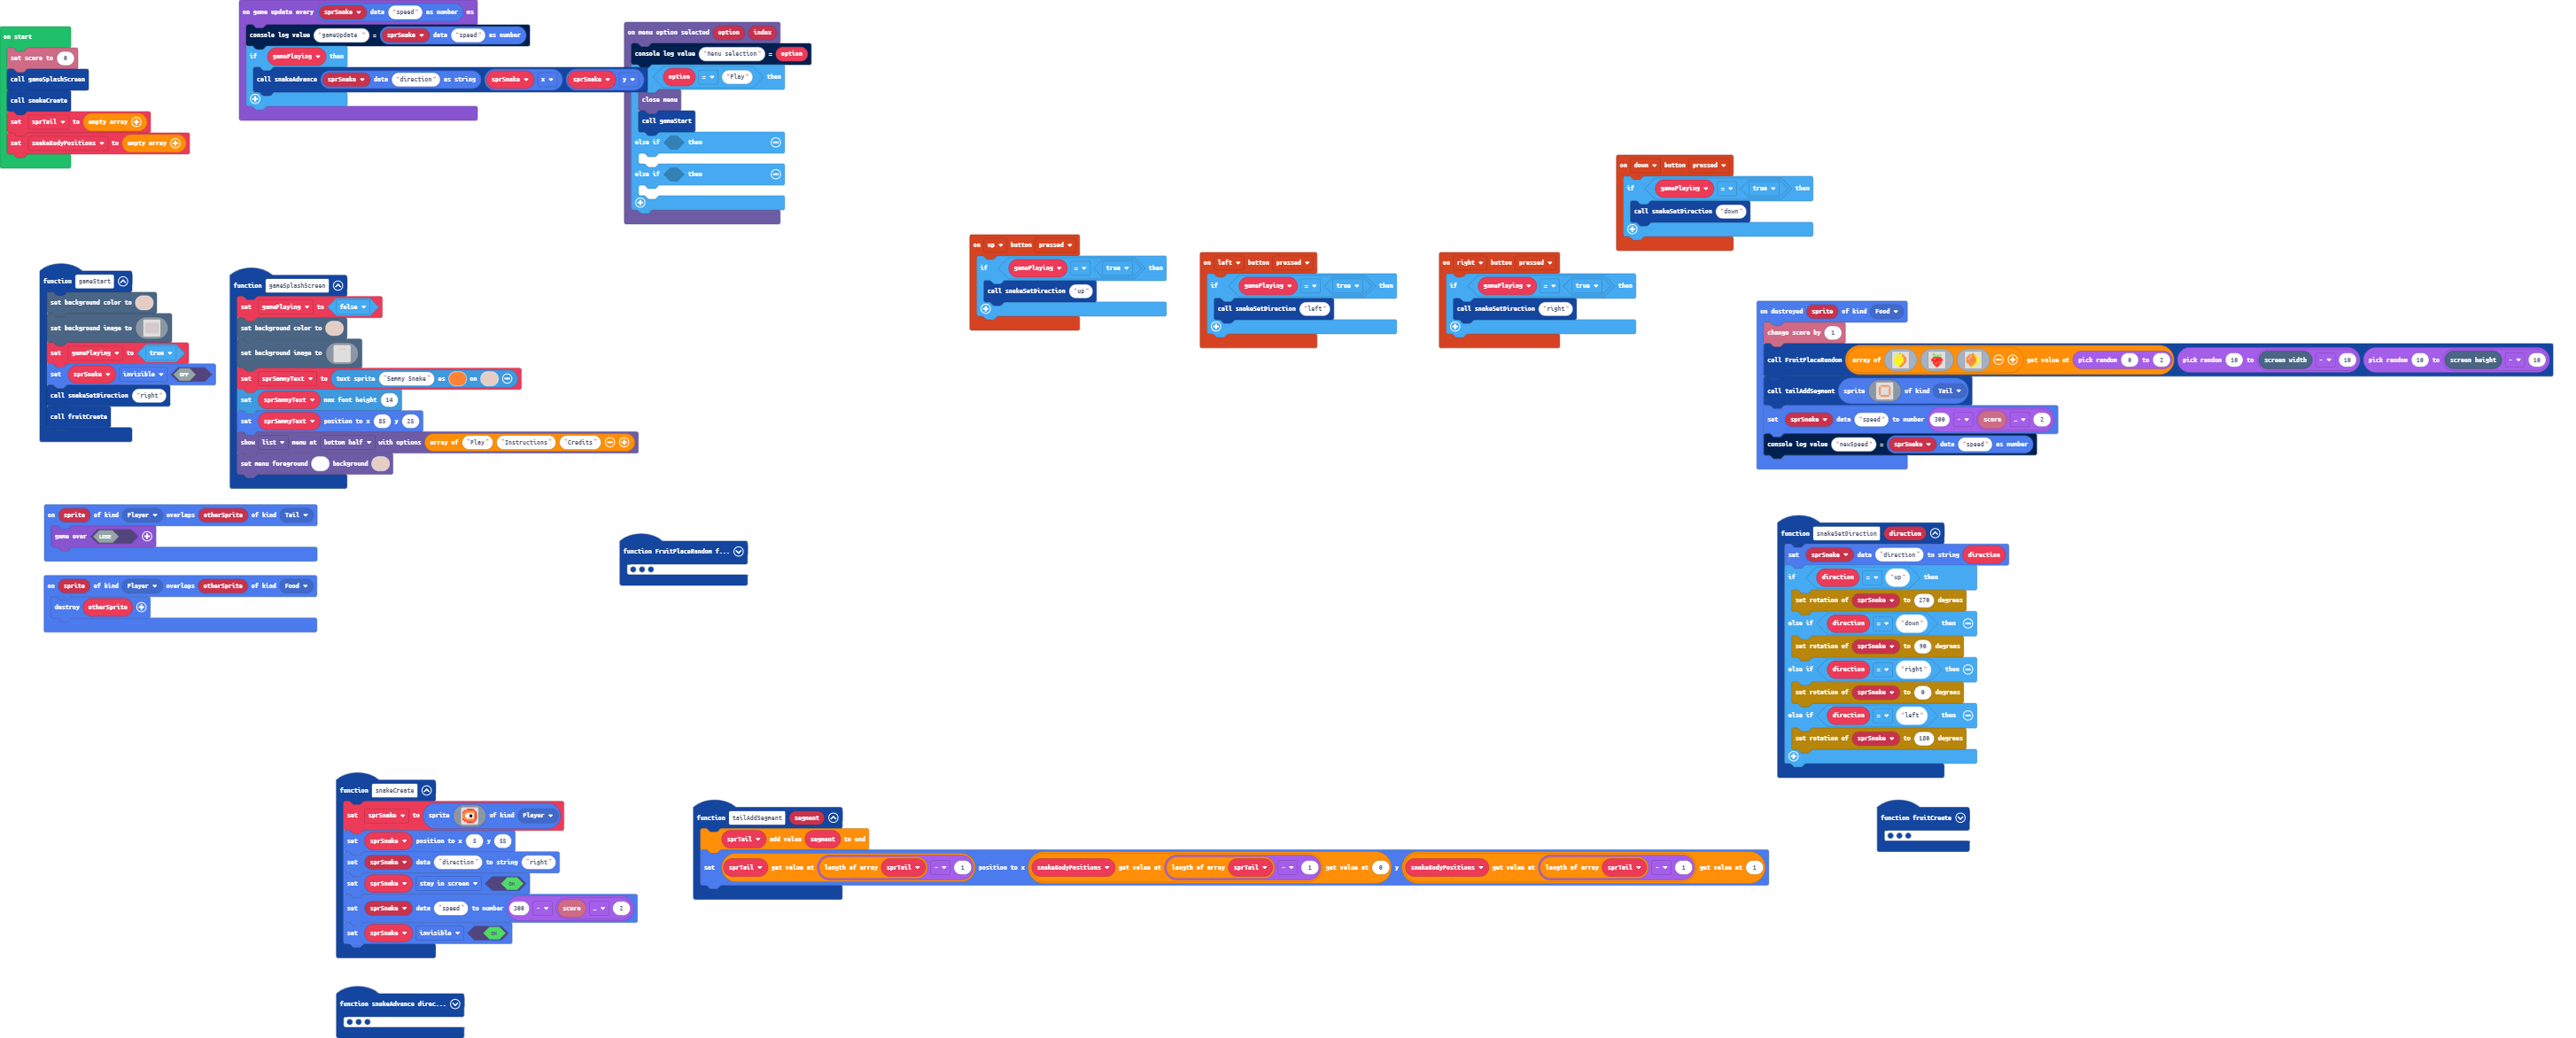 on start
set score to 0
call gameSplashScreen
call snakeCreate
set sprTail to empty array
set snakeBodyPositions to empty array
on game update every sprSnake data "speed" as number ms
console log value "gameUpdate " = sprSnake data "speed" as number
if gamePlaying then
call snakeAdvance sprSnake data "direction" as string sprSnake x sprSnake y
on menu option selected option index
console log value "Menu selection" = option
option = "Play" then
close menu
call gameStart
else if then
else if then
on up button pressed
if gamePlaying = true then
call snakeSetDirection "up"
on left button pressed
if gamePlaying = true then
call snakeSetDirection "left"
on right button pressed
if gamePlaying = true then
call snakeSetDirection "right"
on down button pressed
if gamePlaying = true then
call snakeSetDirection "down"
function gameStart
set background color to
set background image to
set gamePlaying to true
set sprSnake invisible OFF
call snakeSetDirection "right"
call fruitCreate
function gameSplashScreen
set gamePlaying to false
set background color to
set background image to
set sprSammyText to text sprite "Sammy Snake" as on
set sprSammyText max font height 14
set sprSammyText position to x 85 y 25
show list menu at bottom half with options array of "Play" "Instructions" "Credits"
set menu foreground background
on destroyed sprite of kind Food
change score by 1
call FruitPlaceRandom array of get value at pick random 0 to 2 pick random 10 to screen width - 10 pick random 10 to screen height - 10
call tailAddSegment sprite of kind Tail
set sprSnake data "speed" to number 300 - score 2
console log value "newSpeed" = sprSnake data "speed" as number
on sprite of kind Player overlaps otherSprite of kind Tail
game over LOSE
on sprite of kind Player overlaps otherSprite of kind Food
destroy otherSprite
function FruitPlaceRandom f...
function snakeSetDirection direction
set sprSnake data "direction" to string direction
if direction = "up" then
set rotation of sprSnake to 270 degrees
else if direction = "down" then
set rotation of sprSnake to 90 degrees
else if direction = "right" then
set rotation of sprSnake to 0 degrees
else if direction = "left" then
set rotation of sprSnake to 180 degrees
function snakeCreate
set sprSnake to sprite of kind Player
set sprSnake position to x 5 y 55
set sprSnake data "direction" to string "right"
set sprSnake stay in screen ON
set sprSnake data "speed" to number 300 - score 2
set sprSnake invisible ON
function tailAddSegment segment
sprTail add value segment to end
set sprTail get value at length of array sprTail - 1 position to x snakeBodyPositions get value at length of array sprTail - 1 get value at 0 y snakeBodyPositions get value at length of array sprTail - 1 get value at 1
function fruitCreate
function snakeAdvance direc...